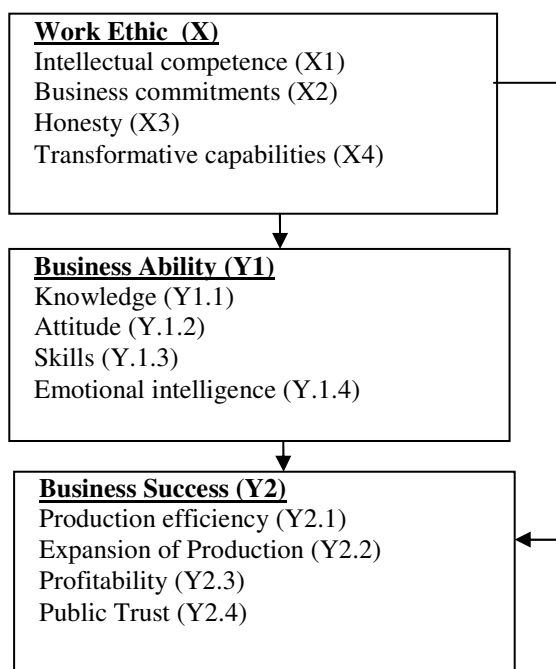 Work Ethic (X)
Intellectual competence (X1)
Business commitments (X2)
Honesty (X3)
Transformative capabilities (X4)
Business Ability (Y1)
Knowledge (Y1.1)
Attitude (Y.1.2)
Skills (Y.1.3)
Emotional intelligence (Y.1.4)
Business Success (Y2)
Production efficiency (Y2.1)
Expansion of Production (Y2.2)
Profitability (Y2.3)
Public Trust (Y2.4)